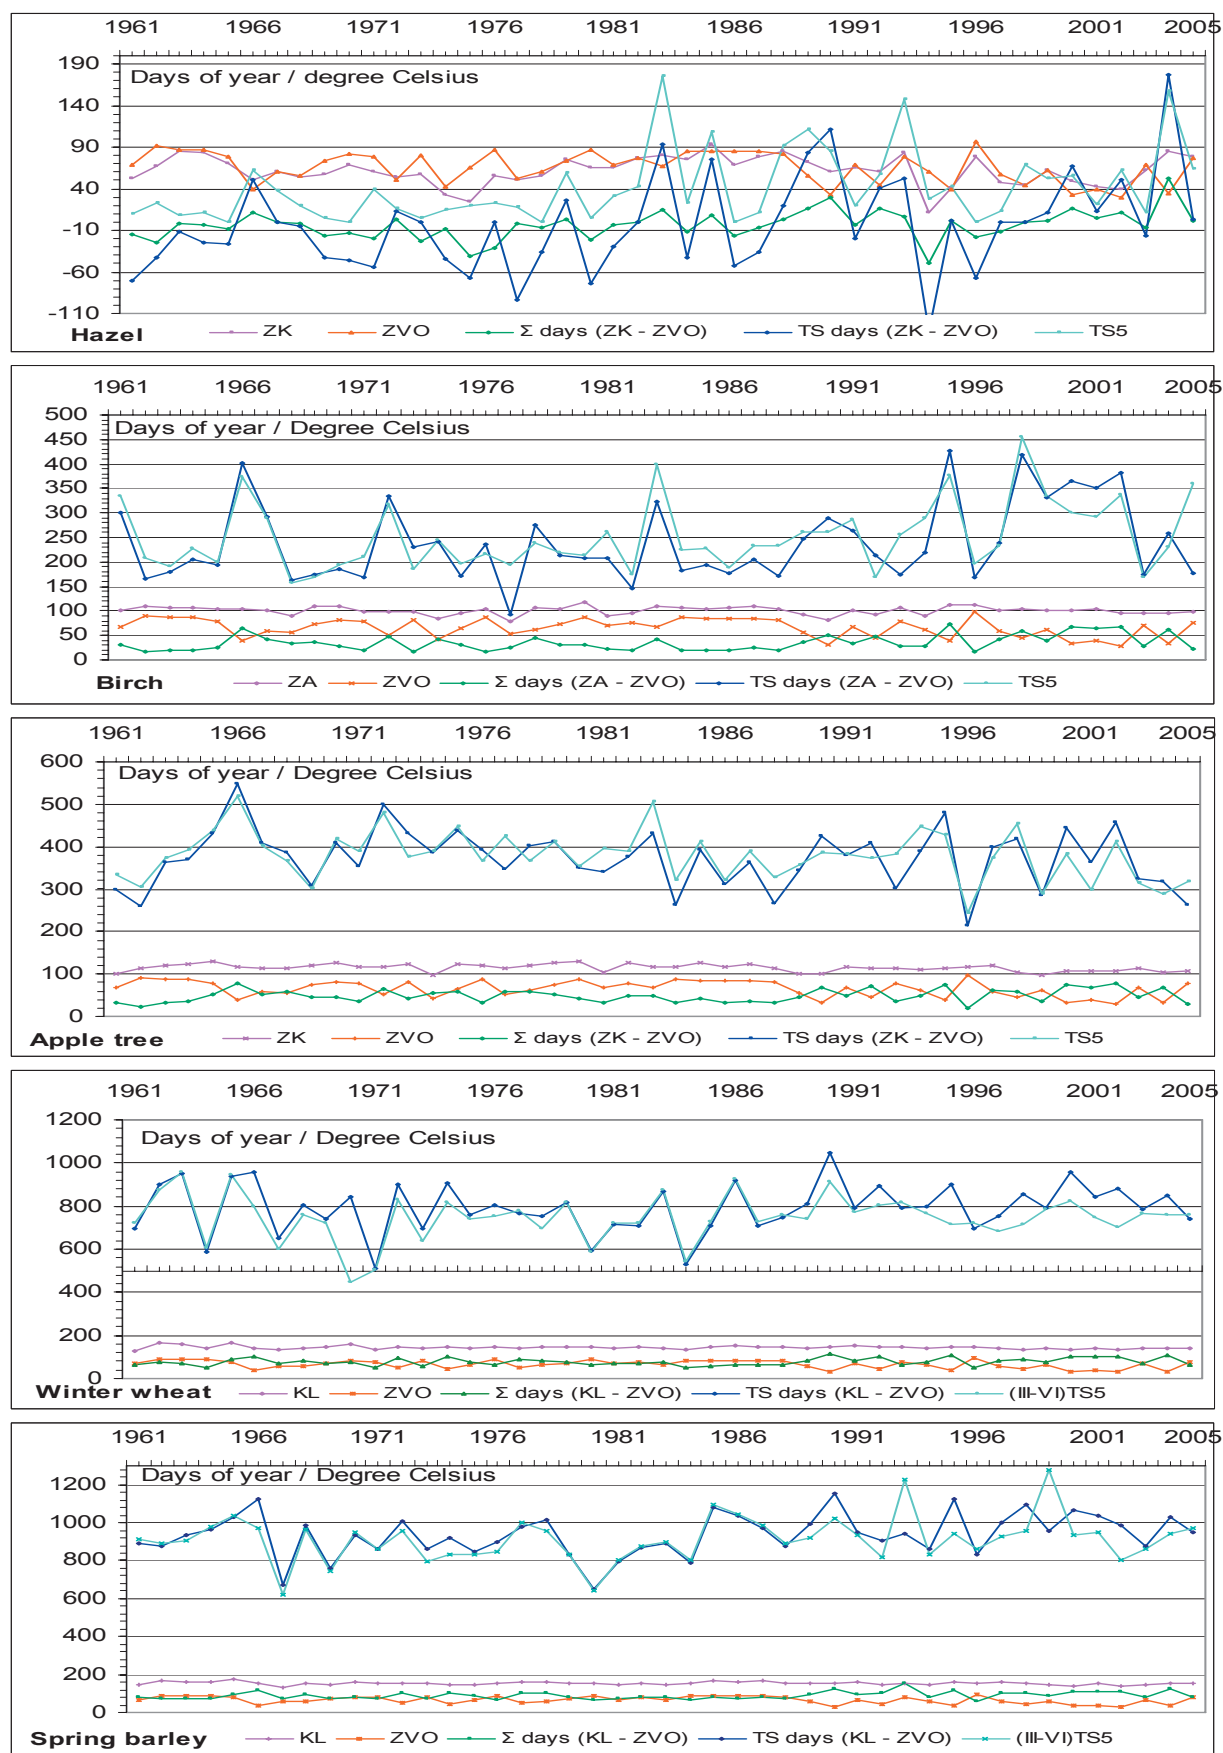 1961 1966 1971 1976 1981 1986 1991 1996 2001 2005
190
Days of year / degree Celsius
140
90
40
-10
-60
-110
ZK ZVO Σ days (ZK - ZVO) TS days (ZK - ZVO) TS5
Hazel
1961 1966 1971 1976 1981 1986 1991 1996 2001 2005
500
Days of year / Degree Celsius
450
400
350
300
250
200
150
100
50
0
Birch ZA ZVO Σ days (ZA - ZVO) TS days (ZA - ZVO) TS5
1961 1966 1971 1976 1981 1986 1991 1996 2001 2005
600
Days of year / Degree Celsius
500
400
300
200
100
0
Apple tree ZK ZVO Σ days (ZK - ZVO) TS days (ZK - ZVO) TS5
1961 1966 1971 1976 1981 1986 1991 1996 2001 2005
1200
Days of year / Degree Celsius
1000
800
600
400
200
0
Winter wheat KL ZVO Σ days (KL - ZVO) TS days (KL - ZVO) (III-VI)TS5
1961 1966 1971 1976 1981 1986 1991 1996 2001 2005
Days of year / Degree Celsius
1200
1000
800
600
400
200
0
Spring barley KL ZVO Σ days (KL - ZVO) TS days (KL - ZVO) (III-VI)TS5